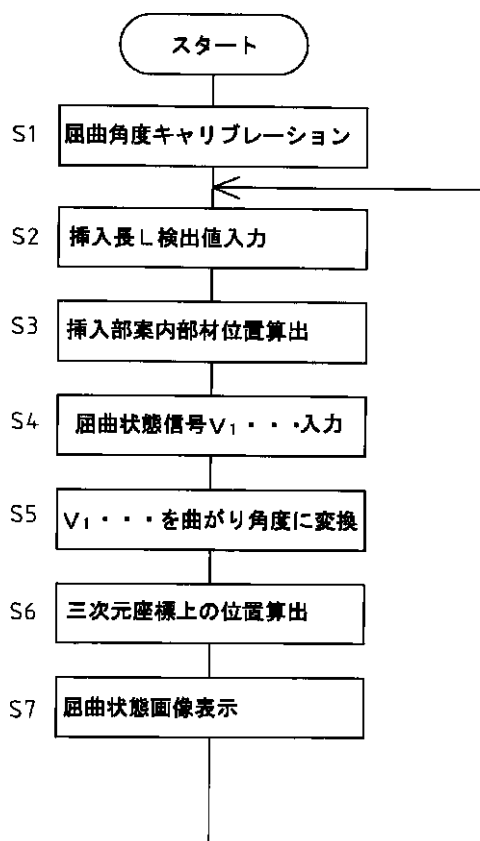 スタート
S1 屈曲角度キャリブレーション
S2 挿入長L検出値入力
S3 挿入部案内部材位置算出
S4 屈曲状態信号V₁・・・入力
S5 V₁・・・を曲がり角度に変換
S6 三次元座標上の位置算出
S7 屈曲状態画像表示